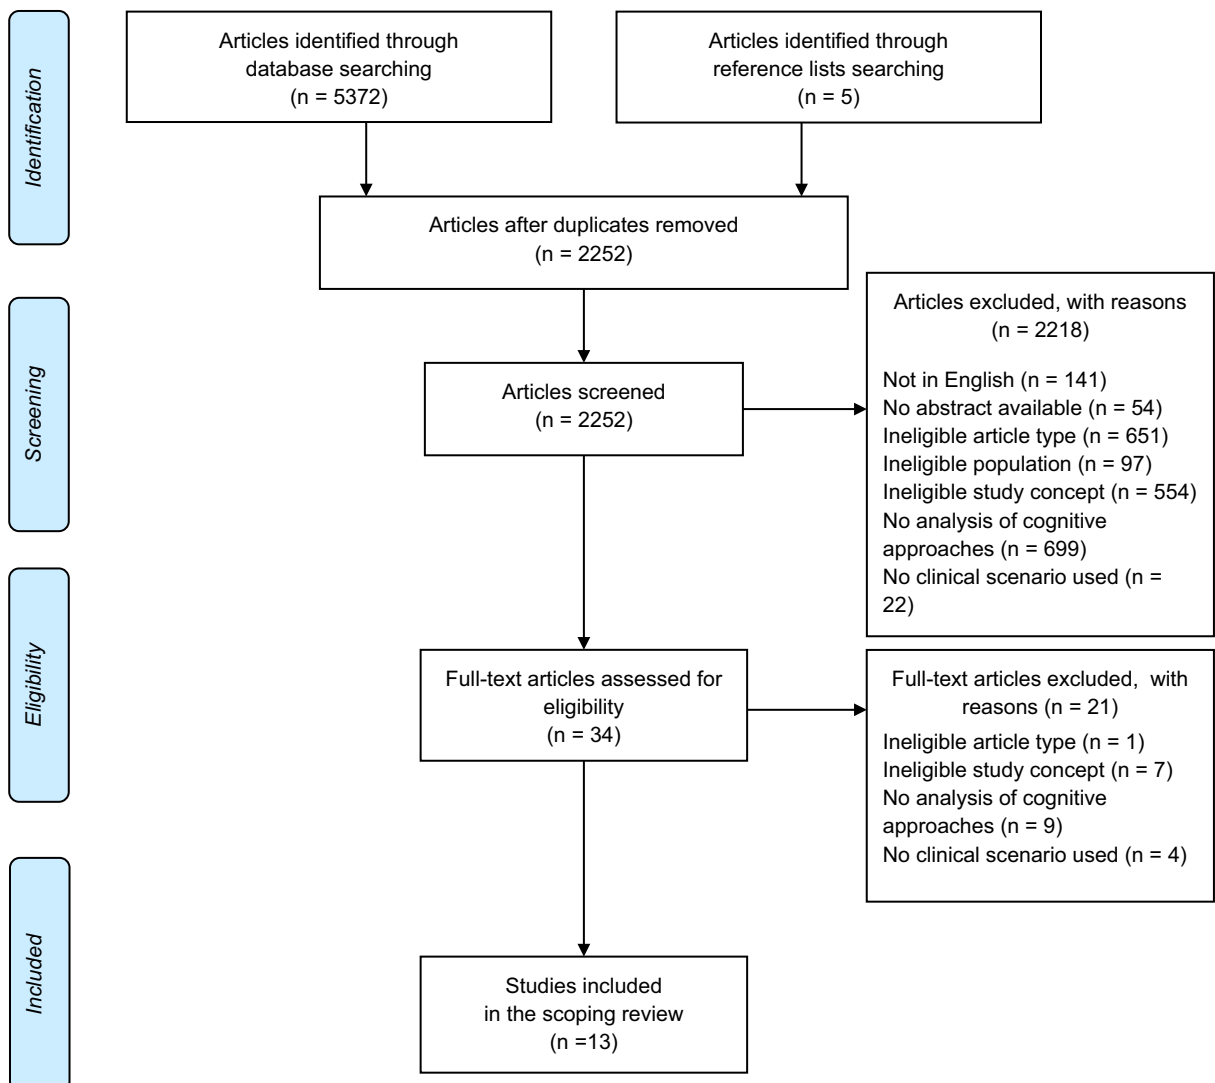 Identification
Articles identified through
database searching
(n = 5372)
Articles identified through
reference lists searching
(n = 5)
Articles after duplicates removed
(n = 2252)
Screening
Articles screened
(n = 2252)
Articles excluded, with reasons
(n = 2218)
Not in English (n = 141)
No abstract available (n = 54)
Ineligible article type (n = 651)
Ineligible population (n = 97)
Ineligible study concept (n = 554)
No analysis of cognitive
approaches (n = 699)
No clinical scenario used (n =
22)
Eligibility
Full-text articles assessed for
eligibility
(n = 34)
Full-text articles excluded, with
reasons (n = 21)
Ineligible article type (n = 1)
Ineligible study concept (n = 7)
No analysis of cognitive
approaches (n = 9)
No clinical scenario used (n = 4)
Included
Studies included
in the scoping review
(n =13)